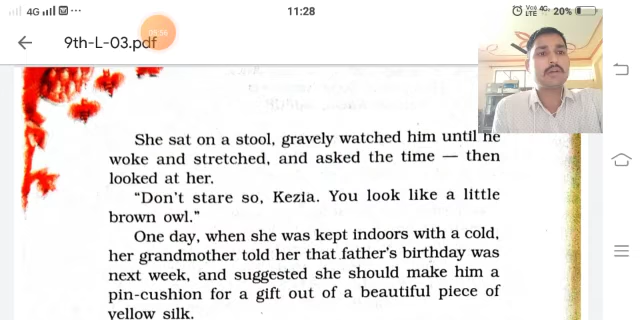 4G
11:28
4G
LTE
20%
9th-L-03.pdf
She sat on a stool, gravely watched him until he
woke and stretched, and asked the time — then
looked at her.
"Don't stare so, Kezia. You look like a little
brown owl."
One day, when she was kept indoors with a cold,
her grandmother told her that father's birthday was
next week, and suggested she should make him a
pin-cushion for a gift out of a beautiful piece of
yellow silk.